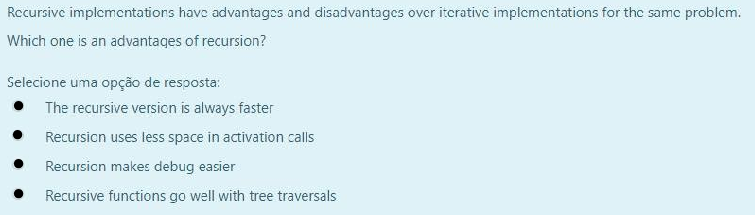 Recursive implementations have advantages and disadvantages over iterative implementations for the same problem.
Which one is an advantages of recursion?
Selecione uma opção de resposta:
The recursive version is always faster
Recursion uses less space in activation calls
Recursion makes debug easier
Recursive functions go well with tree traversals